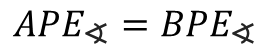 APE∢ = BPE∢